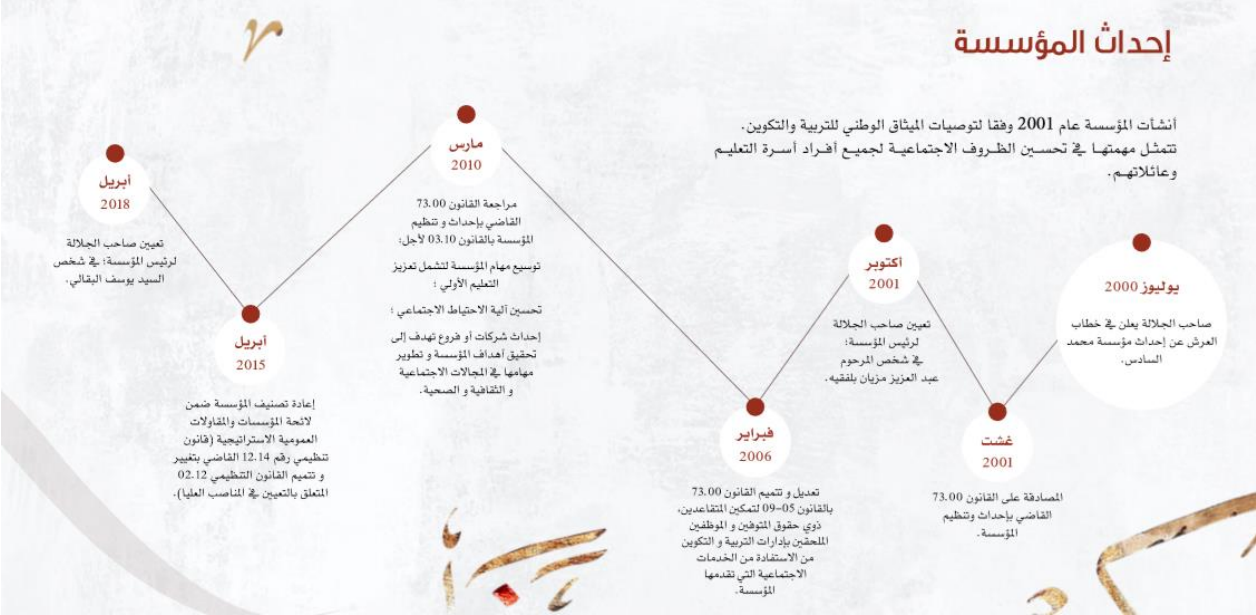 إحداث المؤسسة
أنشأت المؤسسة عام 2001 وفقا لتوصيات الميثاق الوطني للتربية والتكوين.
تتمثل مهمتها في تحسين الظروف الاجتماعية لجميع أفراد أسرة التعليم
وعائلاتهم.
يوليوز 2000
صاحب الجلالة يعلن في خطاب
العرش عن إحداث مؤسسة محمد
السادس.
غشت
2001
المصادقة على القانون 73.00
القاضي بإحداث وتنظيم
المؤسسة.
أكتوبر
2001
تعيين صاحب الجلالة
لرئيس المؤسسة؛
في شخص المرحوم
عبد العزيز مزيان بلفقيه.
فبراير
2006
تعديل و تتميم القانون 73.00
بالقانون 05-09 لتمكين المتقاعدين،
ذوي حقوق المتوفين و الموظفين
الملحقين بإدارات التربية و التكوين
من الاستفادة من الخدمات
الاجتماعية التي تقدمها
المؤسسة.
مارس
2010
مراجعة القانون 73.00
القاضي بإحداث و تنظيم
المؤسسة بالقانون 03.10 لأجل:
توسيع مهام المؤسسة لتشمل تعزيز
التعليم الأولي ؛
تحسين آلية الاحتياط الاجتماعي ؛
إحداث شركات أو فروع تهدف إلى
تحقيق أهداف المؤسسة و تطوير
مهامها في المجالات الاجتماعية
و الثقافية و الصحية.
أبريل
2015
إعادة تصنيف المؤسسة ضمن
لائحة المؤسسات والمقاولات
العمومية الاستراتيجية (قانون
تنظيمي رقم 12.14 القاضي بتغيير
و تتميم القانون التنظيمي 02.12
المتعلق بالتعيين في المناصب العليا).
أبريل
2018
تعيين صاحب الجلالة
لرئيس المؤسسة؛ في شخص
السيد يوسف البقالي.